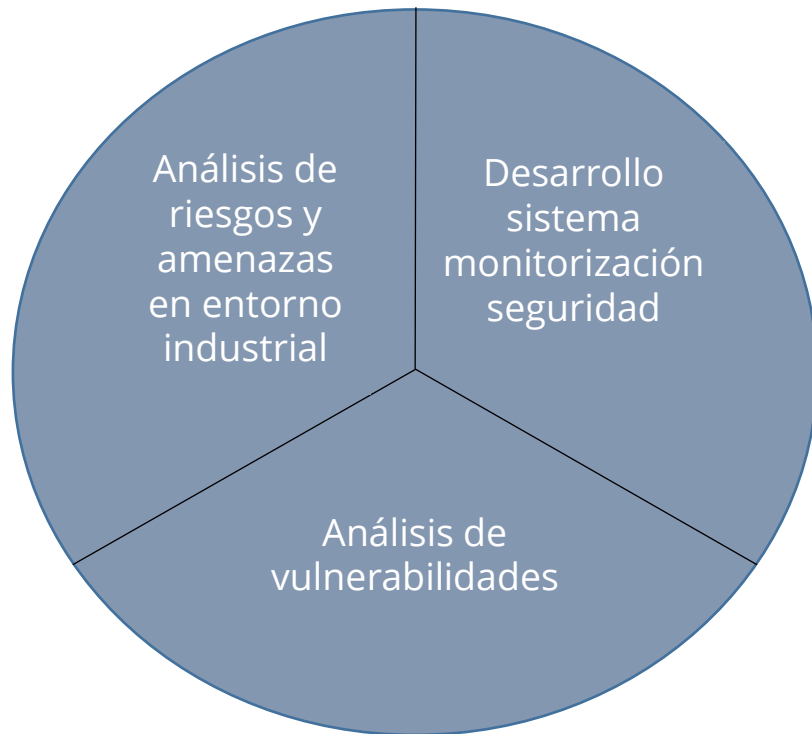 Análisis de
riesgos y
amenazas
en entorno
industrial
Desarrollo
sistema
monitorización
seguridad
Análisis de
vulnerabilidades